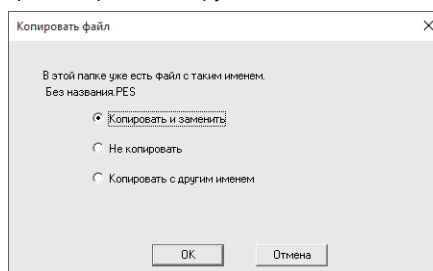 Копировать файл
В этой папке уже есть файл с таким именем.
Без названия.PES
Копировать и заменить
Не копировать
Копировать с другим именем
OK
Отмена